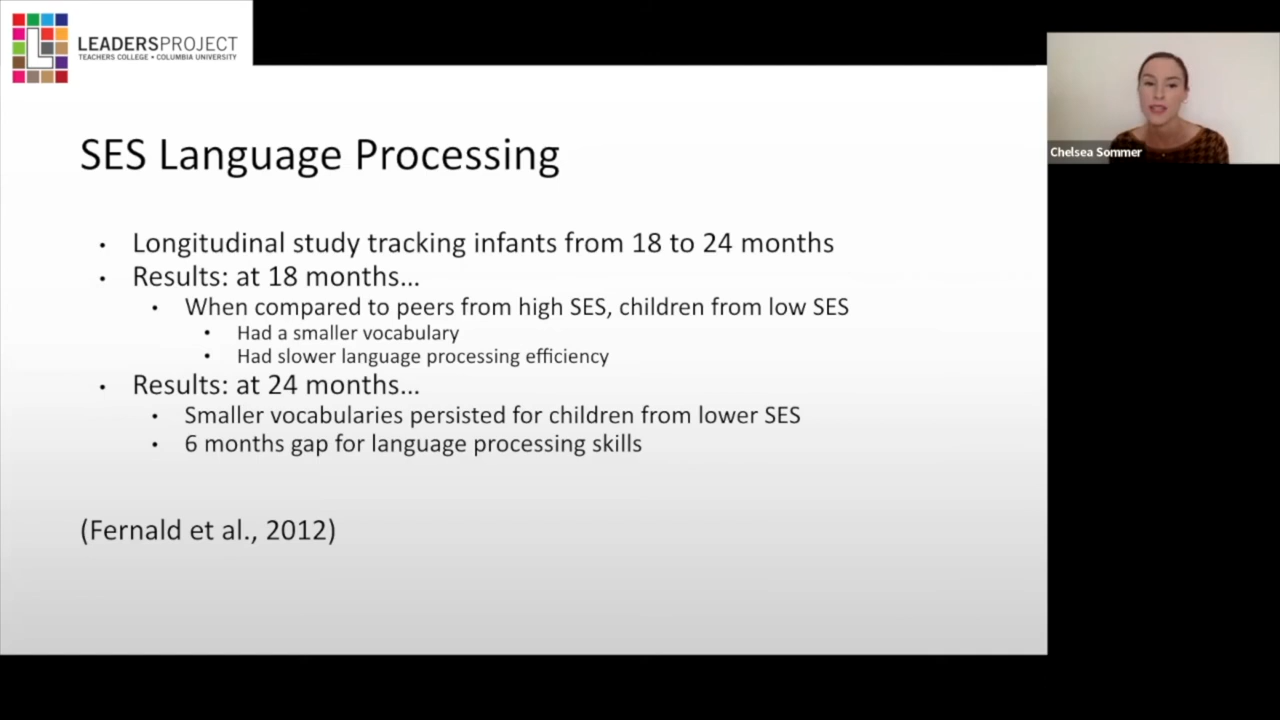 LEADERSPROJECT
TEACHERS COLLEGE • COLUMBIA UNIVERSITY
Chelsea Sommer
SES Language Processing
• Longitudinal study tracking infants from 18 to 24 months
• Results: at 18 months...
• When compared to peers from high SES, children from low SES
• Had a smaller vocabulary
• Had slower language processing efficiency
• Results: at 24 months...
• Smaller vocabularies persisted for children from lower SES
• 6 months gap for language processing skills
(Fernald et al., 2012)